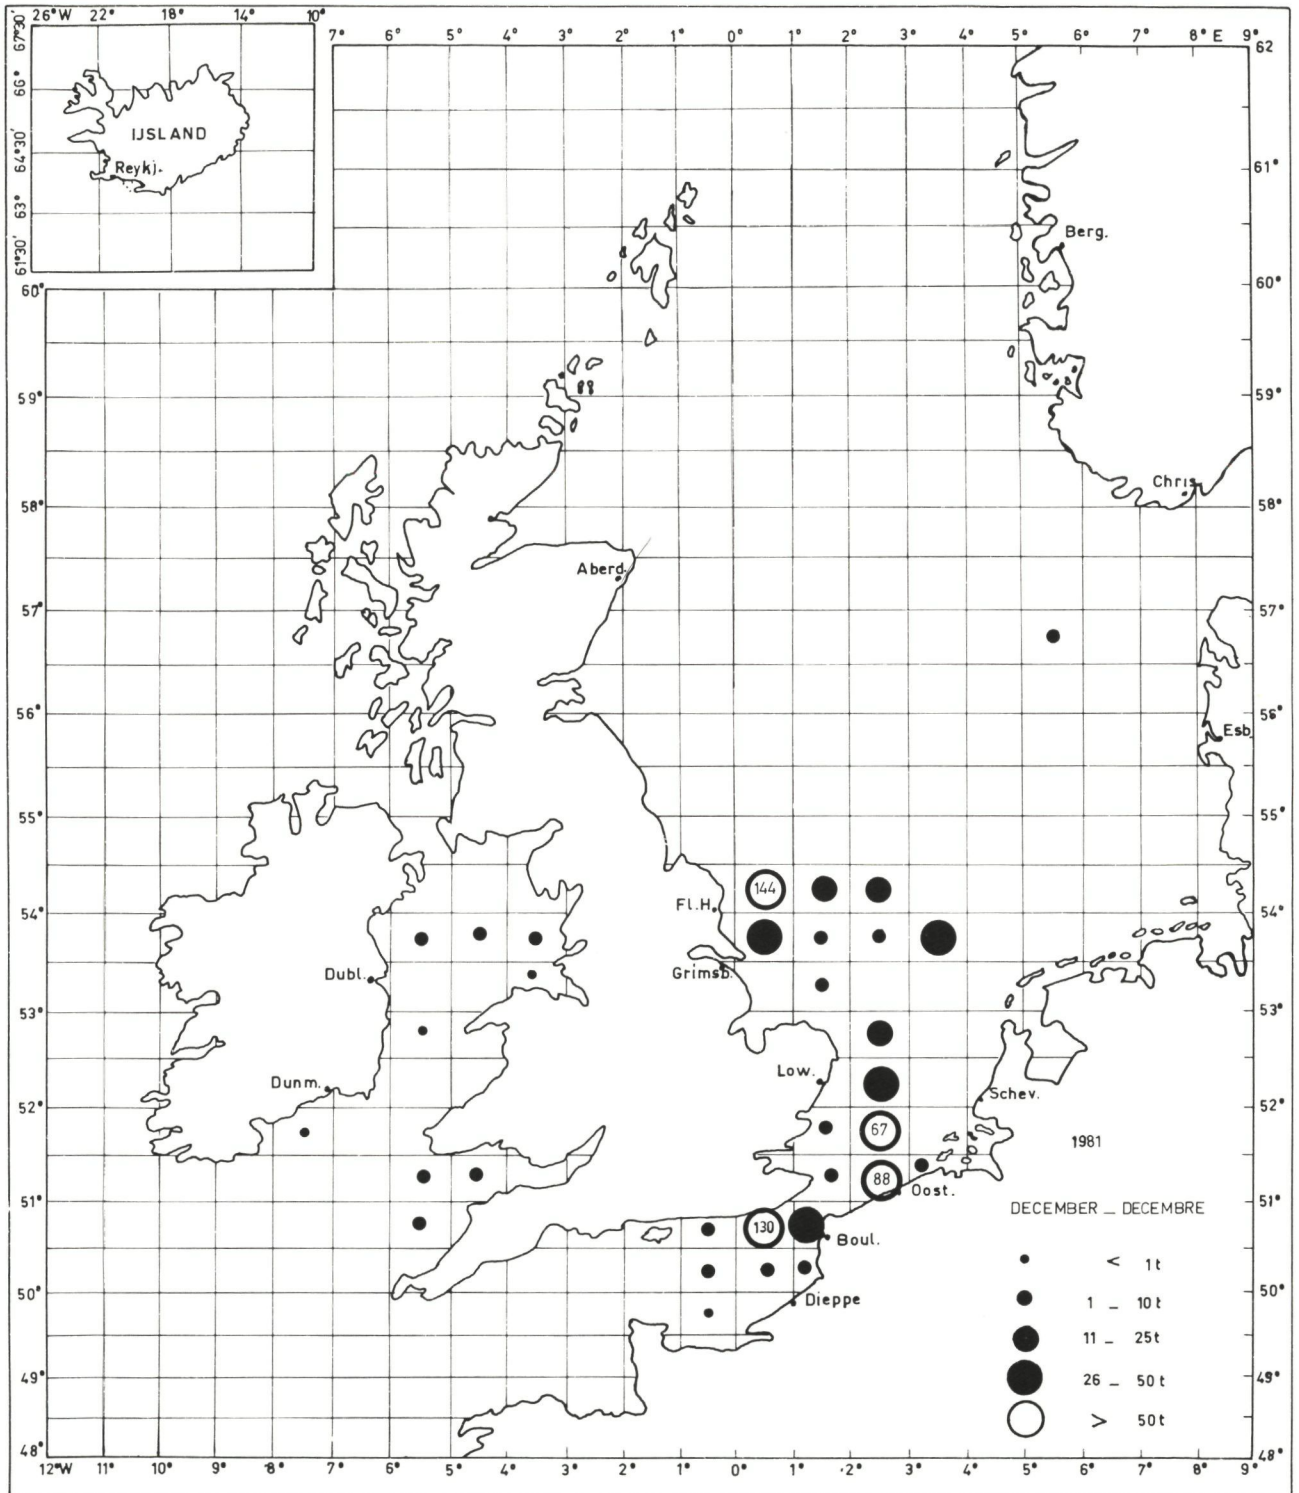 26°W 22° 18° 14° 10°
67°30'
66°
64°30'
63°
61°30'
IJSLAND
Reykj.
7° 6° 5° 4° 3° 2° 1° 0° 1° 2° 3° 4° 5° 6° 7° 8° E 9°
62
61°
Berg.
60° 60°
59° 59°
Chris
58° 58°
Aberd.
57° 57°
56° 56°
Esb
55° 55°
144
Fl.H.
54° 54°
Dubl.
Grimsb.
53° 53°
Low.
Dunm.
Schev.
52° 52°
67
1981
88
Oost.
51° 51°
DECEMBER _ DECEMBRE
130
Boul.
< 1t
50° 50°
Dieppe
1 _ 10t
11 _ 25t
49° 49°
26 _ 50t
> 50t
48° 48°
12°W 11° 10° 9° 8° 7° 6° 5° 4° 3° 2° 1° 0° 1° 2° 3° 4° 5° 6° 7° 8° 9°